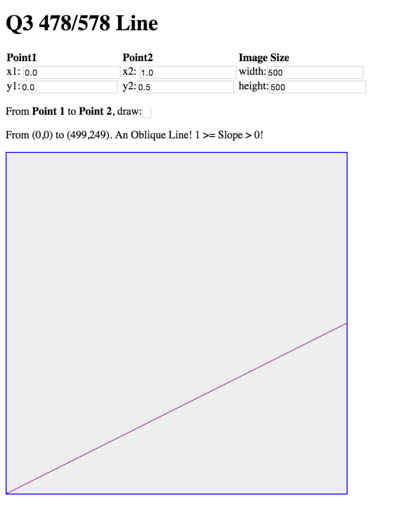 Q3 478/578 Line
Point1 Point2 Image Size
x1: 0.0 x2: 1.0 width: 500
y1: 0.0 y2: 0.5 height: 500
From Point 1 to Point 2, draw:
From (0,0) to (499,249). An Oblique Line! 1 >= Slope > 0!